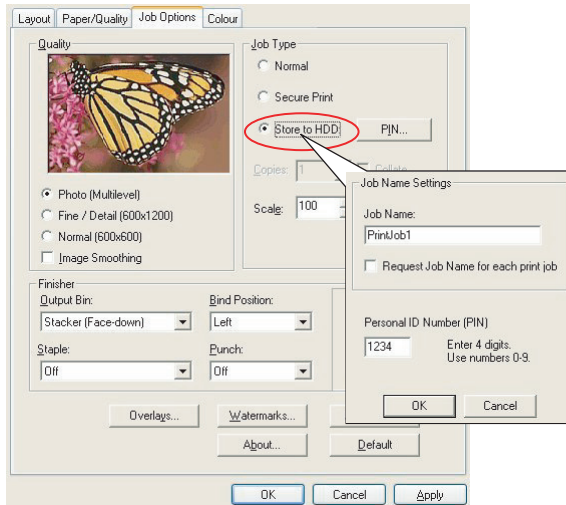 Layout Paper/Quality Job Options Colour
Quality
Photo (Multilevel)
Fine / Detail (600x1200)
Normal (600x600)
Image Smoothing
Job Type
Normal
Secure Print
Store to HDD PIN...
Copies: 1 Collate
Scale: 100
Job Name Settings
Job Name:
PrintJob1
Request Job Name for each print job
Personal ID Number (PIN)
1234
Enter 4 digits.
Use numbers 0-9.
OK Cancel
Finisher
Output Bin: Bind Position:
Stacker (Face-down) Left
Staple: Punch:
Off Off
Overlays... Watermarks...
About... Default
OK Cancel Apply